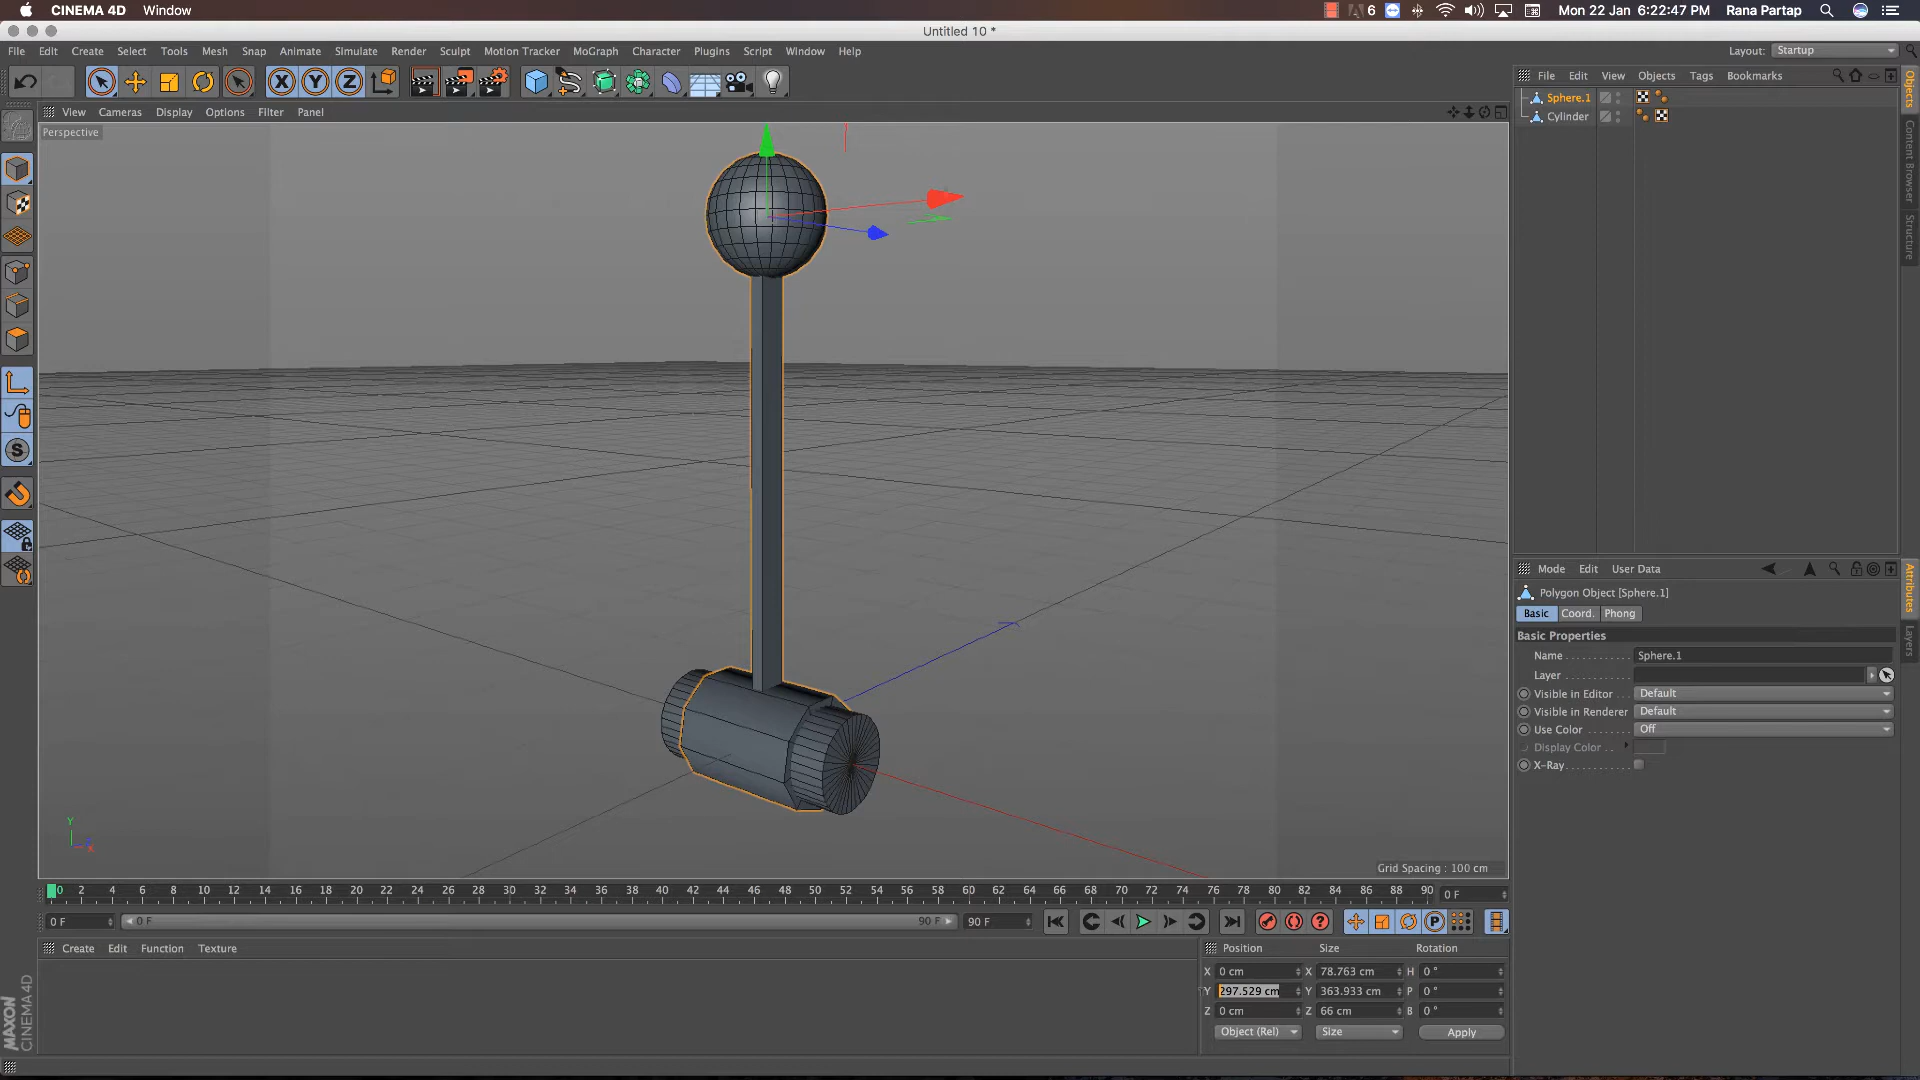 CINEMA 4D Window
6 Mon 22 Jan 6:22:47 PM Rana Partap
Untitled 10 *
File Edit Create Select Tools Mesh Snap Animate Simulate Render Sculpt Motion Tracker MoGraph Character Plugins Script Window Help Layout: Startup
X Y Z
File Edit View Objects Tags Bookmarks
View Cameras Display Options Filter Panel
Perspective
Sphere.1
Cylinder
Objects
Content Browser
Structure
Mode Edit User Data
Polygon Object [Sphere.1]
Basic Coord. Phong
Basic Properties
Name Sphere.1
Layer
Visible in Editor Default
Visible in Renderer Default
Use Color Off
Display Color
X-Ray
Attributes
Layers
S
Y
X
Grid Spacing : 100 cm
0 2 4 6 8 10 12 14 16 18 20 22 24 26 28 30 32 34 36 38 40 42 44 46 48 50 52 54 56 58 60 62 64 66 68 70 72 74 76 78 80 82 84 86 88 90 0 F
0 F 0 F 90 F 90 F P
Create Edit Function Texture
Position Size Rotation
X 0 cm X 78.763 cm H 0 °
Y 297.529 cm Y 363.933 cm P 0 °
Z 0 cm Z 66 cm B 0 °
Object (Rel) Size Apply
MAXON
CINEMA 4D